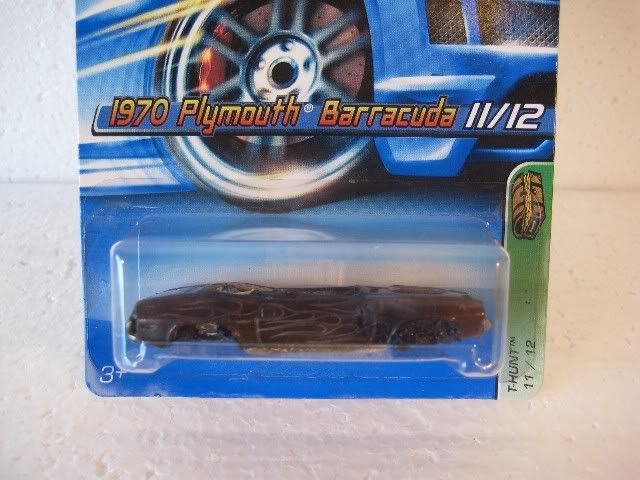 1970 Plymouth® Barracuda 11/12
3+
T-HUNT™
11/12